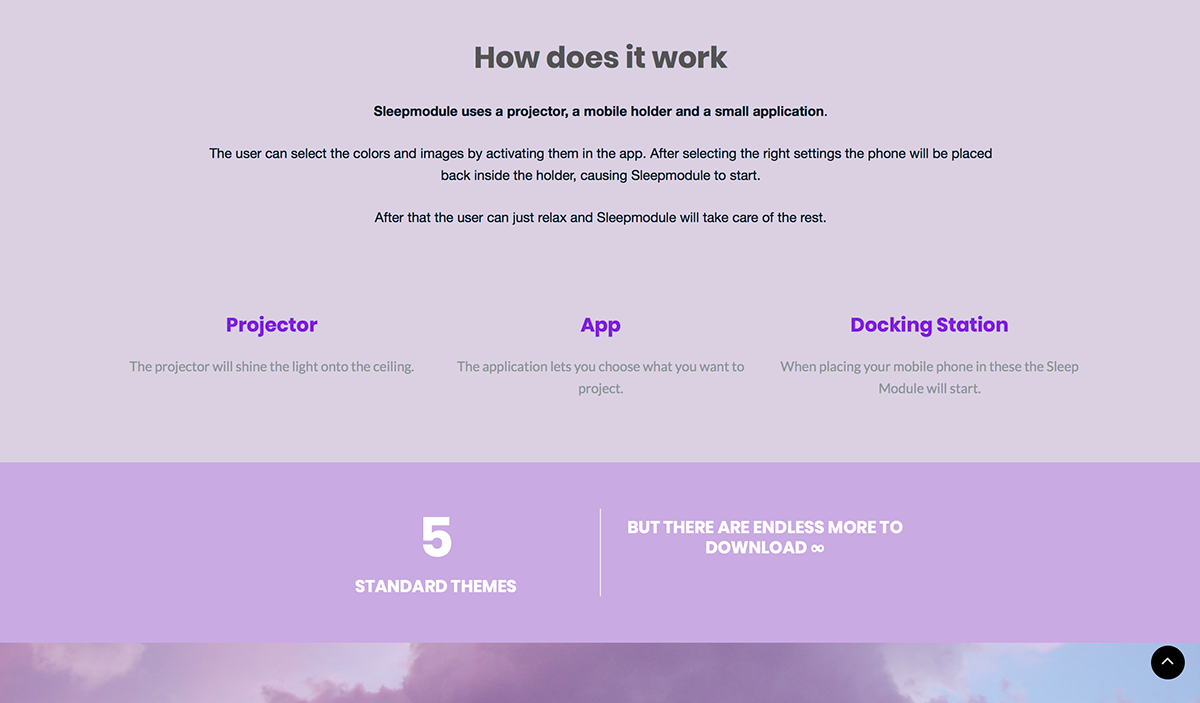 How does it work
Sleepmodule uses a projector, a mobile holder and a small application.
The user can select the colors and images by activating them in the app. After selecting the right settings the phone will be placed
back inside the holder, causing Sleepmodule to start.
After that the user can just relax and Sleepmodule will take care of the rest.
Projector
The projector will shine the light onto the ceiling.
App
The application lets you choose what you want to
project.
Docking Station
When placing your mobile phone in these the Sleep
Module will start.
5
STANDARD THEMES
BUT THERE ARE ENDLESS MORE TO
DOWNLOAD ∞